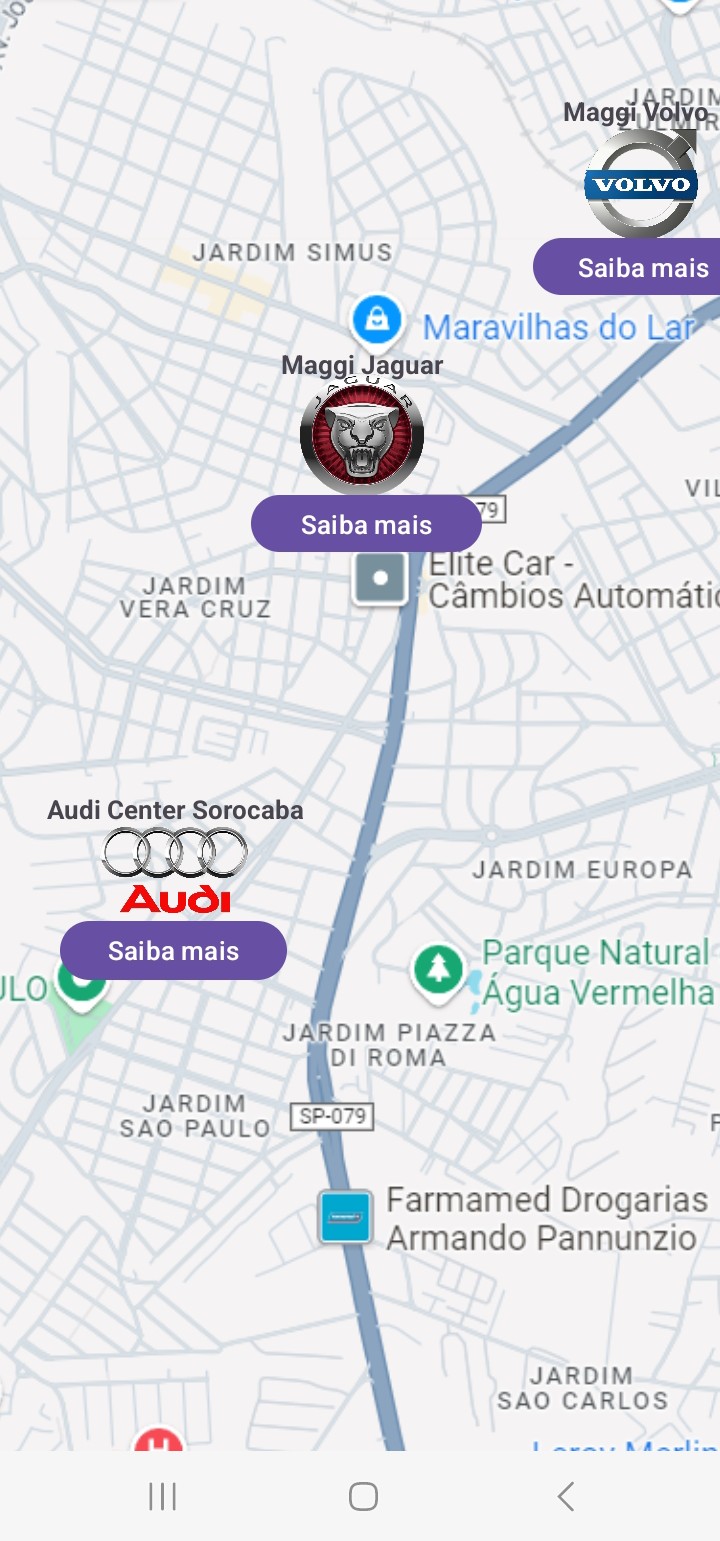 JARDIM
Maggi Volvo
VOLVO
Saiba mais
JARDIM SIMUS
Maravilhas do Lar
Maggi Jaguar
JAGUAR
Saiba mais
79
VIL
Elite Car -
Câmbios Automátic
JARDIM
VERA CRUZ
Audi Center Sorocaba
Audi
Saiba mais
JARDIM EUROPA
ULO
Parque Natural
Água Vermelha
JARDIM PIAZZA
DI ROMA
JARDIM
SAO PAULO
SP-079
Farmamed Drogarias
Armando Pannunzio
JARDIM
SAO CARLOS
H
Leroy Merlin